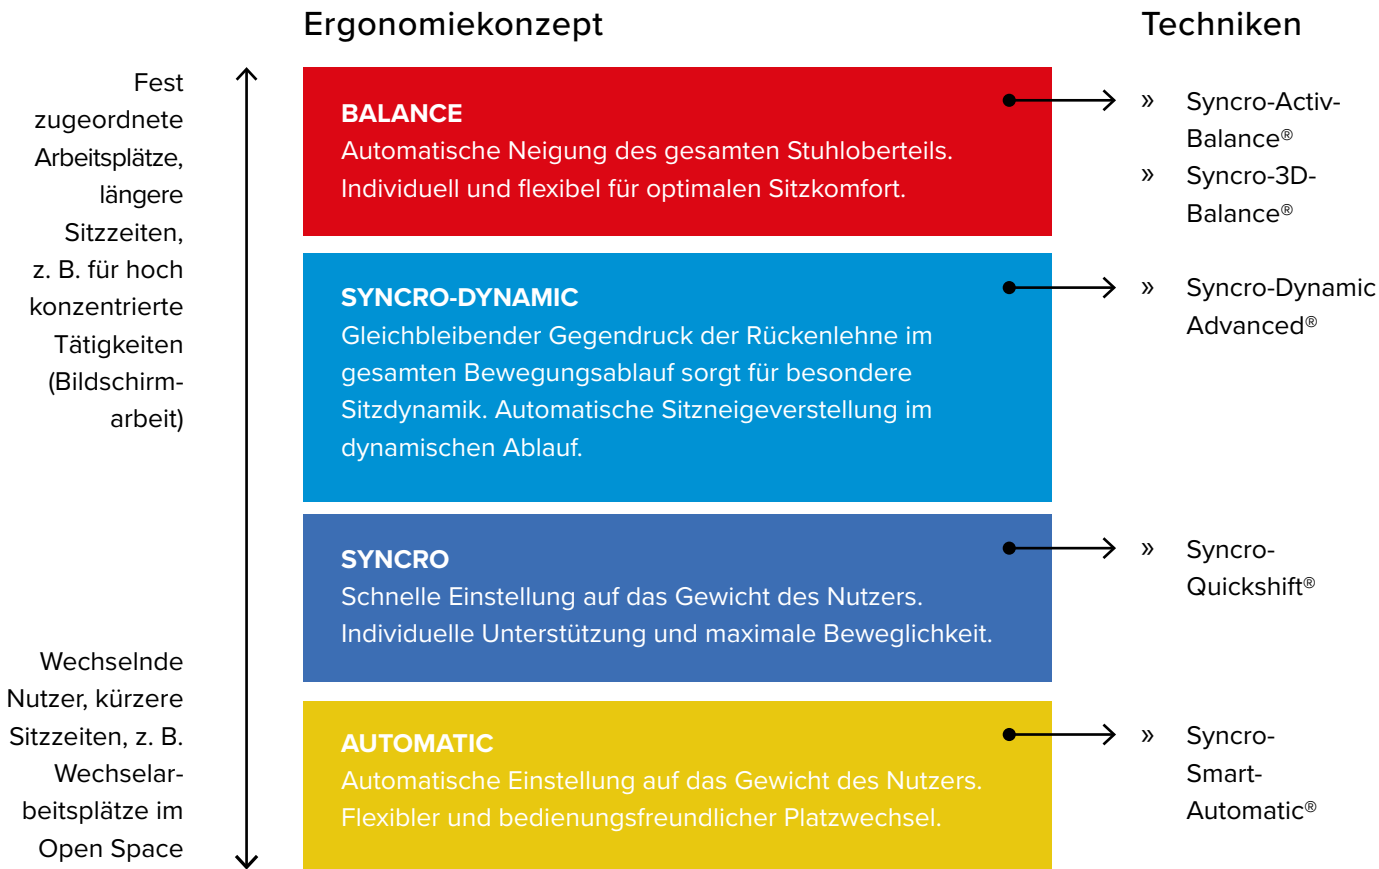 Ergonomiekonzept
Techniken
Fest
zugeordnete
Arbeitsplätze,
längere
Sitzzeiten,
z. B. für hoch
konzentrierte
Tätigkeiten
(Bildschirm-
arbeit)
Wechselnde
Nutzer, kürzere
Sitzzeiten, z. B.
Wechselar-
beitsplätze im
Open Space
BALANCE
Automatische Neigung des gesamten Stuhloberteils.
Individuell und flexibel für optimalen Sitzkomfort.
» Syncro-Activ-
Balance®
» Syncro-3D-
Balance®
SYNCRO-DYNAMIC
Gleichbleibender Gegendruck der Rückenlehne im
gesamten Bewegungsablauf sorgt für besondere
Sitzdynamik. Automatische Sitzneigeverstellung im
dynamischen Ablauf.
» Syncro-Dynamic
Advanced®
SYNCRO
Schnelle Einstellung auf das Gewicht des Nutzers.
Individuelle Unterstützung und maximale Beweglichkeit.
» Syncro-
Quickshift®
AUTOMATIC
Automatische Einstellung auf das Gewicht des Nutzers.
Flexibler und bedienungsfreundlicher Platzwechsel.
» Syncro-
Smart-
Automatic®